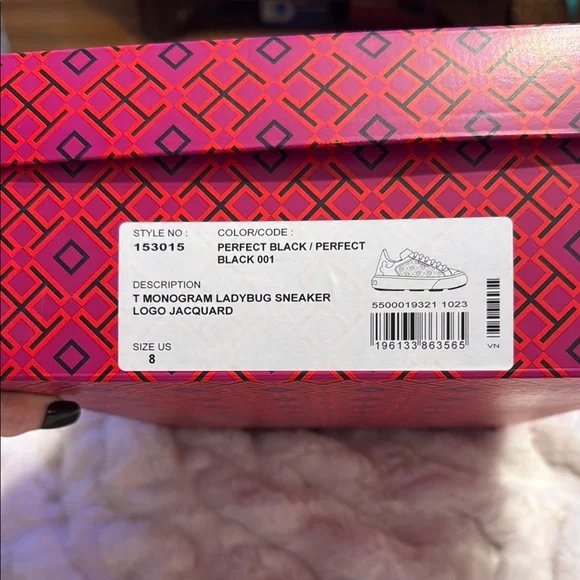 STYLE NO :
153015
COLOR/CODE :
PERFECT BLACK / PERFECT
BLACK 001
DESCRIPTION
T MONOGRAM LADYBUG SNEAKER
LOGO JACQUARD
SIZE US
8
5500019321 1023
196133 863565
VN